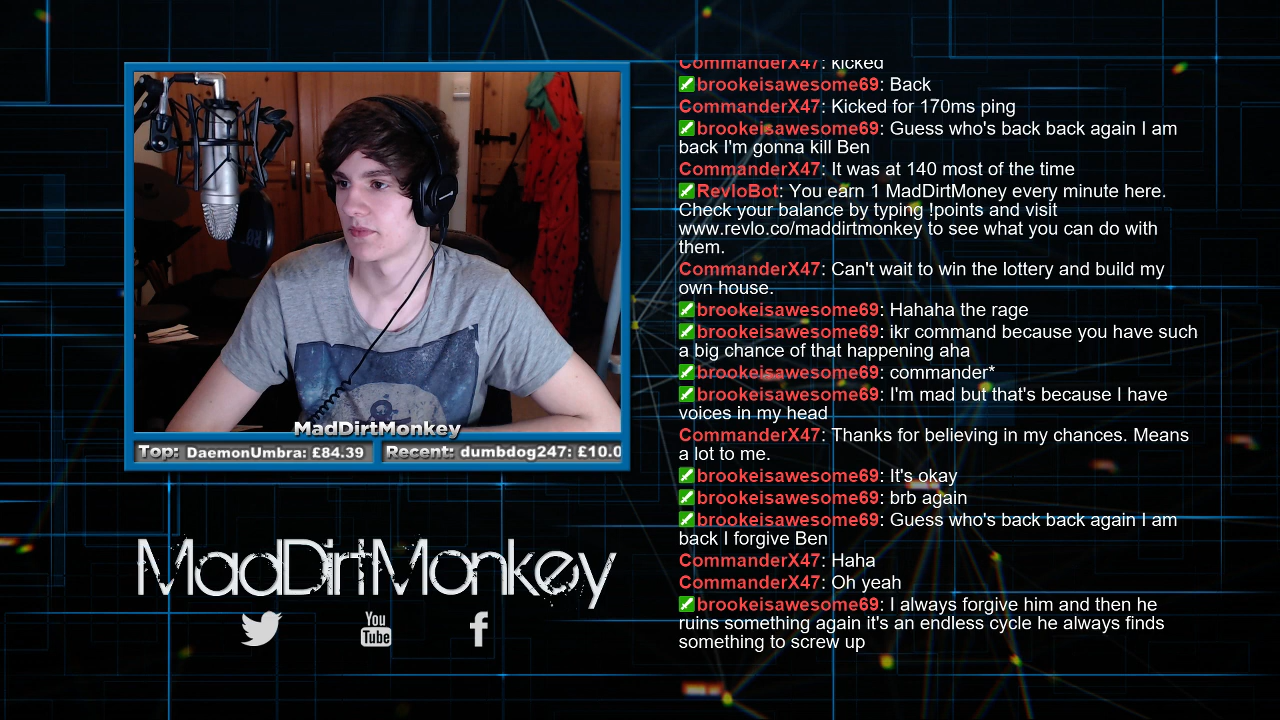 CommanderX47: kicked
brookeisawesome69: Back
CommanderX47: Kicked for 170ms ping
brookeisawesome69: Guess who's back back again I am
back I'm gonna kill Ben
CommanderX47: It was at 140 most of the time
RevloBot: You earn 1 MadDirtMoney every minute here.
Check your balance by typing !points and visit
www.revlo.co/maddirtmonkey to see what you can do with
them.
CommanderX47: Can't wait to win the lottery and build my
own house.
brookeisawesome69: Hahaha the rage
brookeisawesome69: ikr command because you have such
a big chance of that happening aha
brookeisawesome69: commander*
brookeisawesome69: I'm mad but that's because I have
voices in my head
CommanderX47: Thanks for believing in my chances. Means
a lot to me.
brookeisawesome69: It's okay
brookeisawesome69: brb again
brookeisawesome69: Guess who's back back again I am
back I forgive Ben
CommanderX47: Haha
CommanderX47: Oh yeah
brookeisawesome69: I always forgive him and then he
ruins something again it's an endless cycle he always finds
something to screw up
MadDirtMonkey
Top: DaemonUmbra: £84.39
Recent: dumbdog247: £10.0
MadDirtMonkey
You
Tube